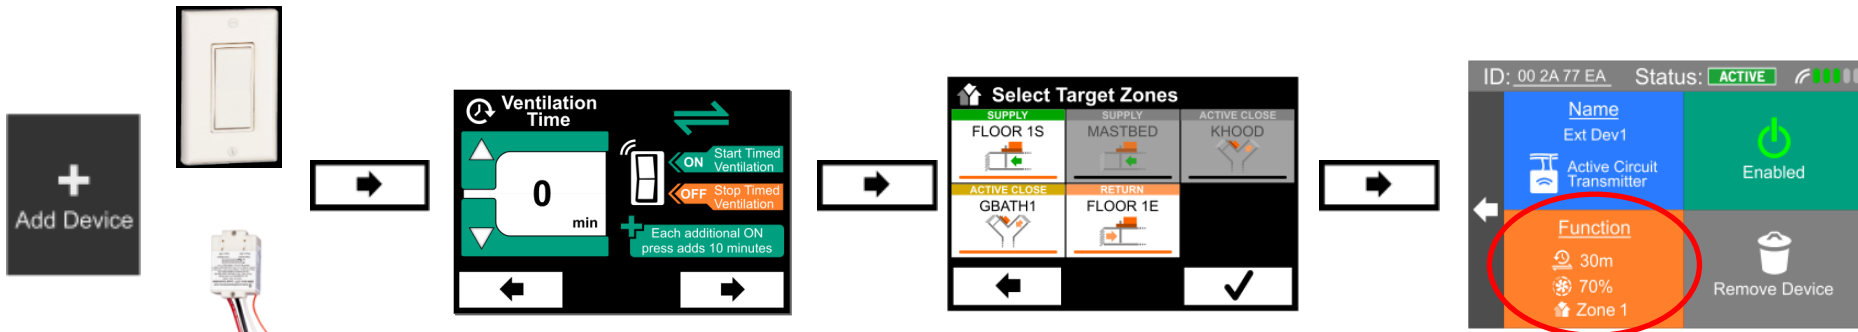 Add Device
Ventilation
Time
0
min
ON
Start Timed
Ventilation
OFF
Stop Timed
Ventilation
Each additional ON
press adds 10 minutes
Select Target Zones
SUPPLY
FLOOR 1S
SUPPLY
MASTBED
ACTIVE CLOSE
KHOOD
ACTIVE CLOSE
GBATH1
RETURN
FLOOR 1E
ID: 00 2A 77 EA
Status: ACTIVE
Name
Ext Dev1
Active Circuit
Transmitter
Enabled
Function
30m
70%
Zone 1
Remove Device